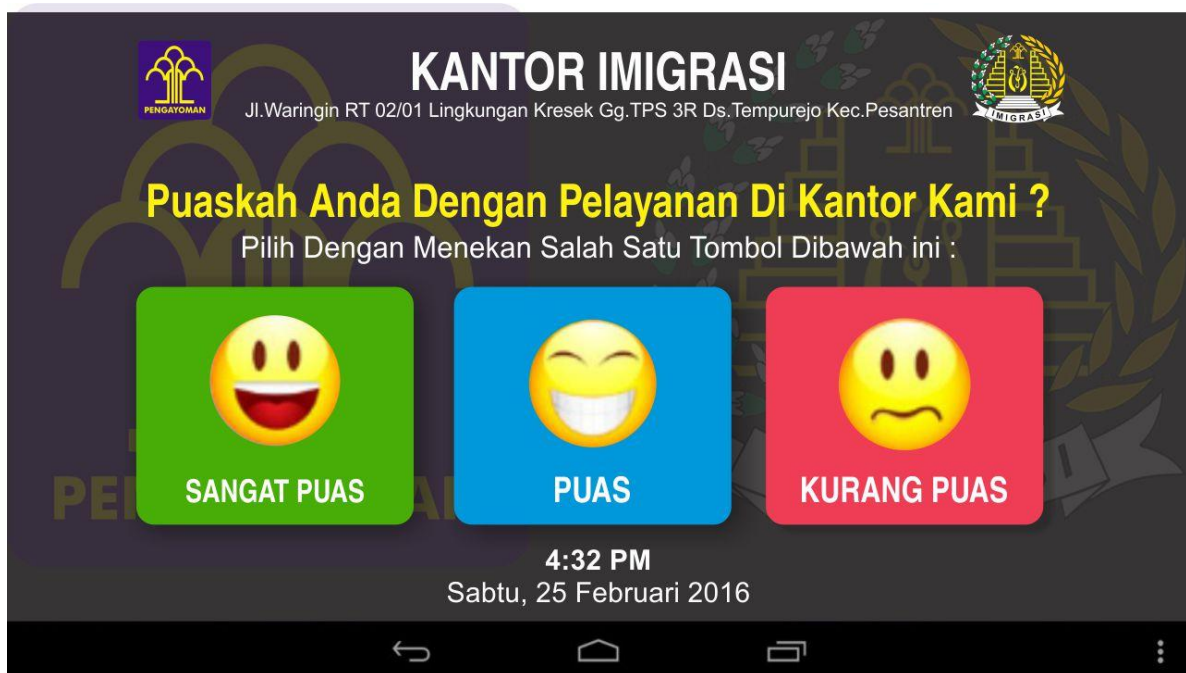 KANTOR IMIGRASI
PENGAYOMAN
Jl.Waringin RT 02/01 Lingkungan Kresek Gg.TPS 3R Ds.Tempurejo Kec.Pesantren
IMIGRASI
Puaskah Anda Dengan Pelayanan Di Kantor Kami ?
Pilih Dengan Menekan Salah Satu Tombol Dibawah ini :
SANGAT PUAS
PUAS
KURANG PUAS
4:32 PM
Sabtu, 25 Februari 2016